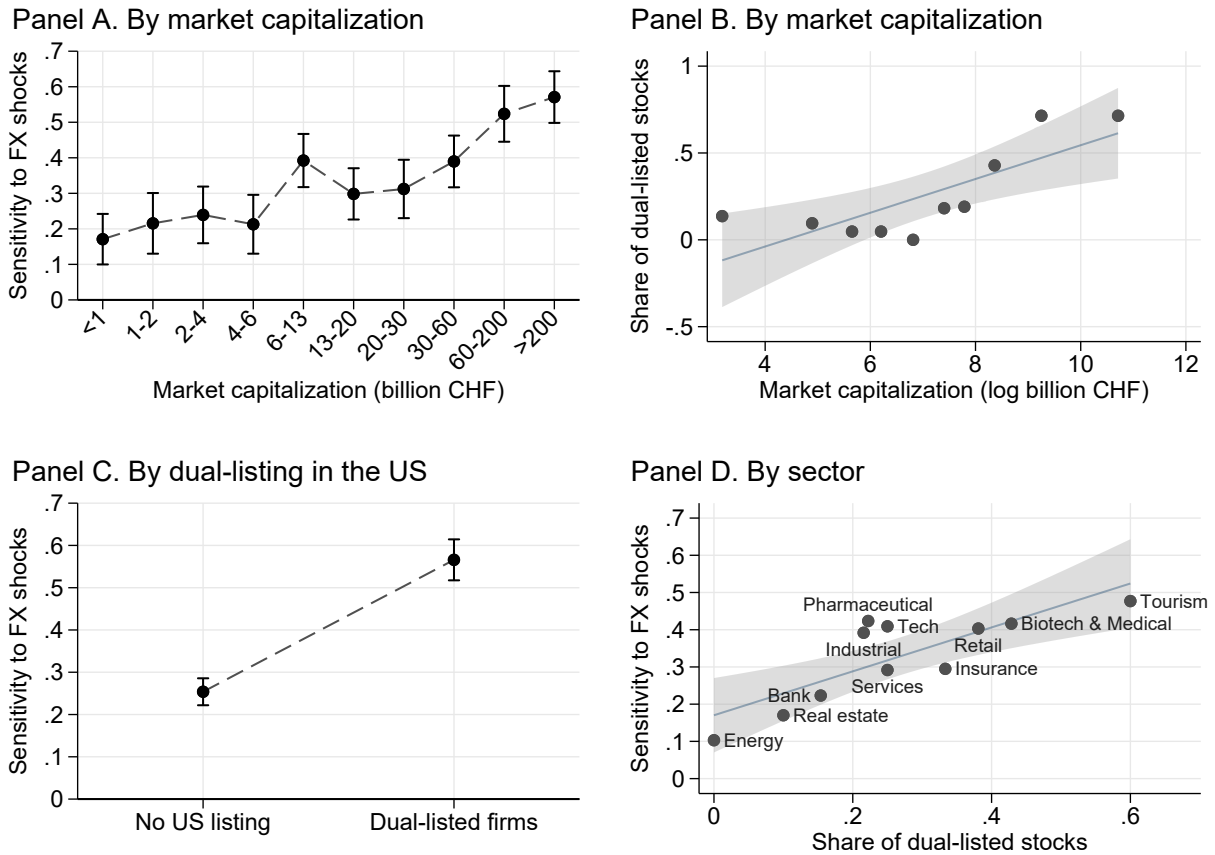 Panel A. By market capitalization
Sensitivity to FX shocks
.7
.6
.5
.4
.3
.2
.1
0
<1
1-2
2-4
4-6
6-13
13-20
20-30
30-60
60-200
>200
Market capitalization (billion CHF)
Panel B. By market capitalization
Share of dual-listed stocks
1
.5
0
-.5
4
6
8
10
12
Market capitalization (log billion CHF)
Panel C. By dual-listing in the US
Sensitivity to FX shocks
.7
.6
.5
.4
.3
.2
.1
0
No US listing
Dual-listed firms
Panel D. By sector
Sensitivity to FX shocks
.7
.6
.5
.4
.3
.2
.1
0
Pharmaceutical
Tech
Industrial
Tourism
Biotech & Medical
Retail
Insurance
Services
Bank
Real estate
Energy
0
.2
.4
.6
Share of dual-listed stocks